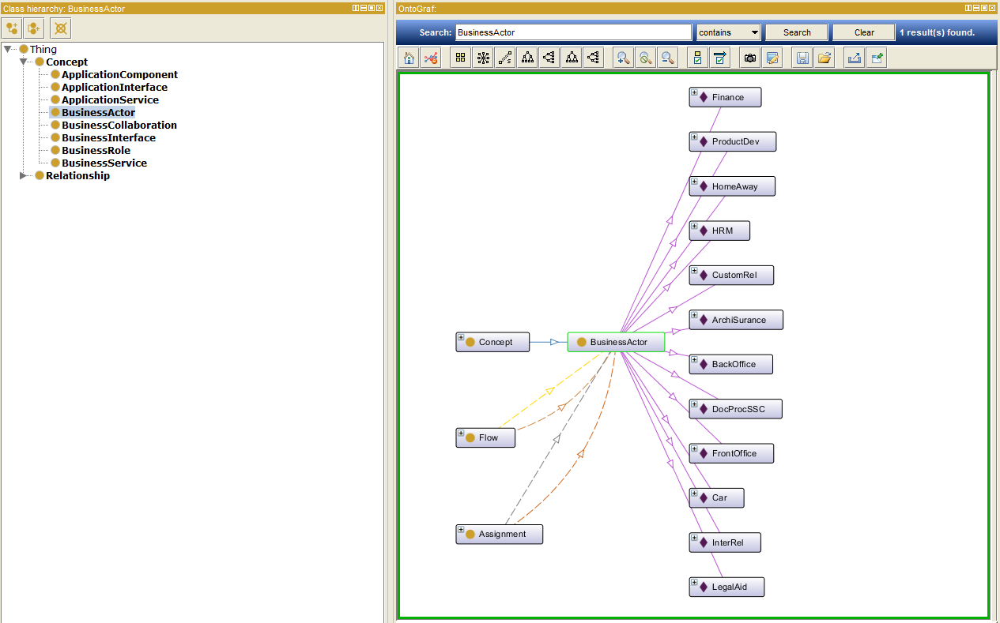 Class hierarchy: BusinessActor
Thing
Concept
ApplicationComponent
ApplicationInterface
ApplicationService
BusinessActor
BusinessCollaboration
BusinessInterface
BusinessRole
BusinessService
Relationship
OntoGraf:
Search: BusinessActor contains Search Clear 1 result(s) found.
Finance
ProductDev
HomeAway
HRM
CustomRel
ArchiSurance
Concept
BusinessActor
BackOffice
DocProcSSC
Flow
FrontOffice
Car
Assignment
InterRel
LegalAid